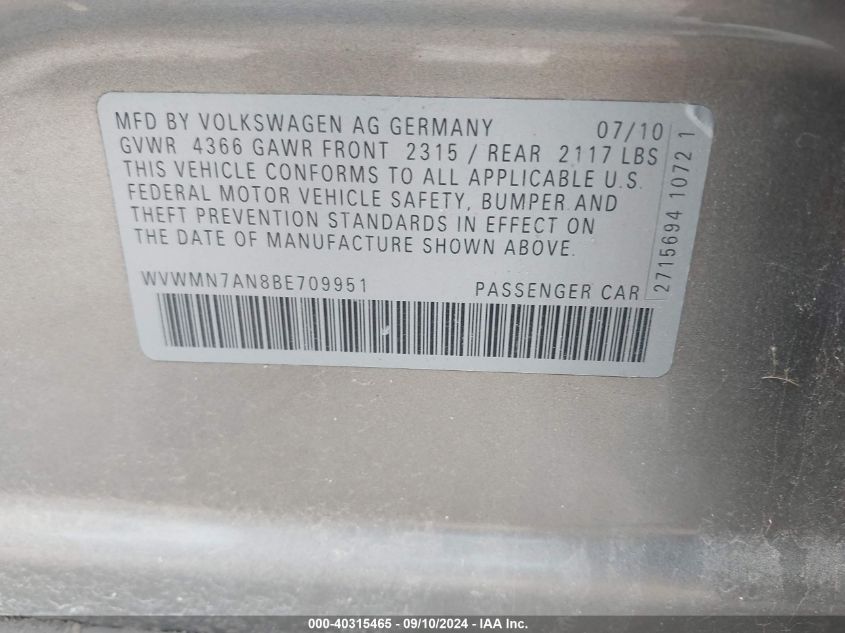 MFD BY VOLKSWAGEN AG GERMANY 07/10
GVWR 4366 GAWR FRONT 2315 / REAR 2117 LBS
THIS VEHICLE CONFORMS TO ALL APPLICABLE U.S.
FEDERAL MOTOR VEHICLE SAFETY, BUMPER AND
THEFT PREVENTION STANDARDS IN EFFECT ON
THE DATE OF MANUFACTURE SHOWN ABOVE.
WVWMN7AN8BE709951 PASSENGER CAR
2715694 1072 1
000-40315465 - 09/10/2024 - IAA Inc.